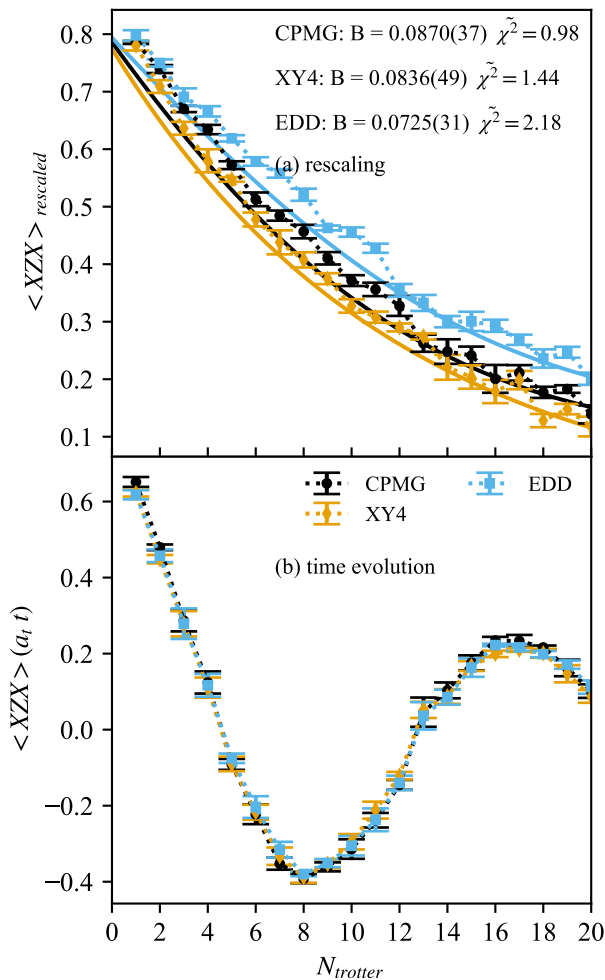 CPMG: B = 0.0870(37) χ̃² = 0.98
XY4: B = 0.0836(49) χ̃² = 1.44
EDD: B = 0.0725(31) χ̃² = 2.18
(a) rescaling
0.8
0.7
0.6
0.5
0.4
0.3
0.2
0.1
< XZX >rescaled
CPMG
EDD
XY4
(b) time evolution
0.6
0.4
0.2
0.0
−0.2
−0.4
< XZX > (aₜ t)
0 2 4 6 8 10 12 14 16 18 20
Ntrotter